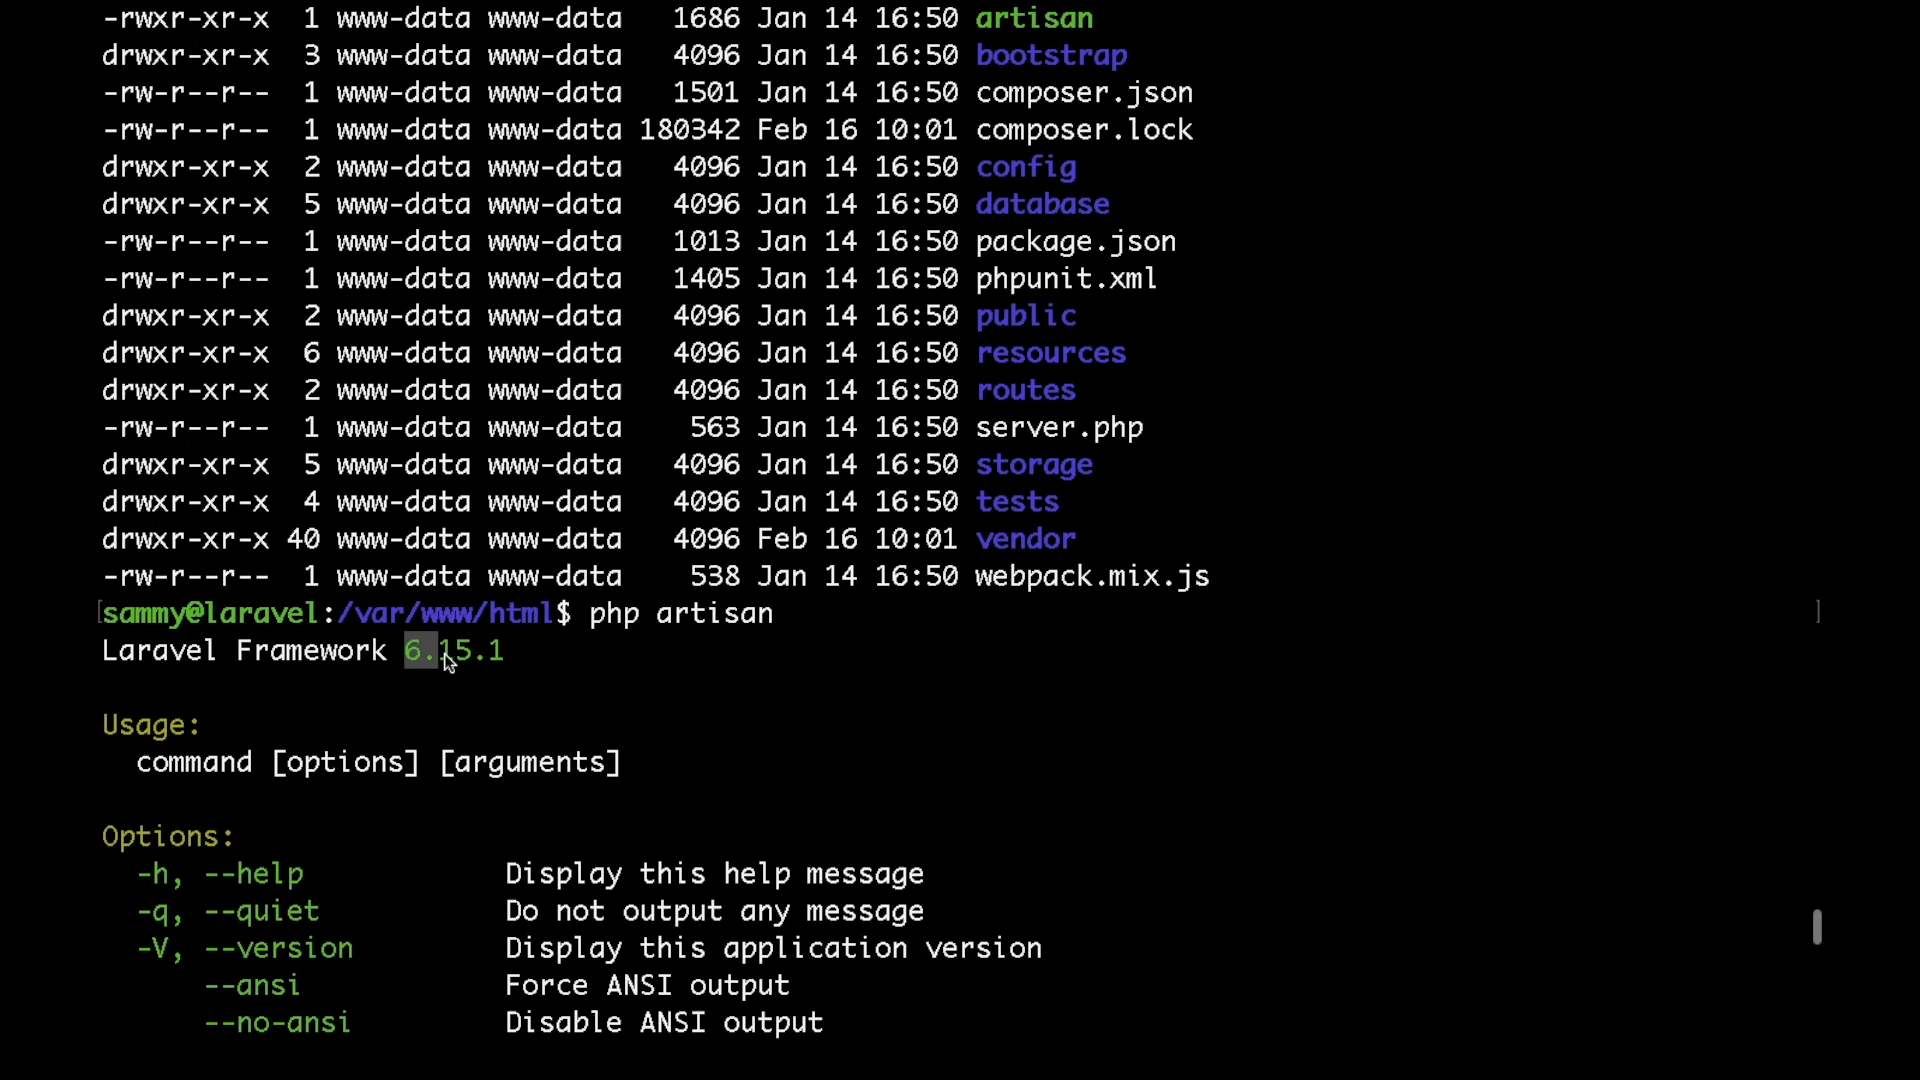 -rwxr-xr-x  1 www-data www-data   1686 Jan 14 16:50 artisan
drwxr-xr-x  3 www-data www-data   4096 Jan 14 16:50 bootstrap
-rw-r--r--  1 www-data www-data   1501 Jan 14 16:50 composer.json
-rw-r--r--  1 www-data www-data 180342 Feb 16 10:01 composer.lock
drwxr-xr-x  2 www-data www-data   4096 Jan 14 16:50 config
drwxr-xr-x  5 www-data www-data   4096 Jan 14 16:50 database
-rw-r--r--  1 www-data www-data   1013 Jan 14 16:50 package.json
-rw-r--r--  1 www-data www-data   1405 Jan 14 16:50 phpunit.xml
drwxr-xr-x  2 www-data www-data   4096 Jan 14 16:50 public
drwxr-xr-x  6 www-data www-data   4096 Jan 14 16:50 resources
drwxr-xr-x  2 www-data www-data   4096 Jan 14 16:50 routes
-rw-r--r--  1 www-data www-data    563 Jan 14 16:50 server.php
drwxr-xr-x  5 www-data www-data   4096 Jan 14 16:50 storage
drwxr-xr-x  4 www-data www-data   4096 Jan 14 16:50 tests
drwxr-xr-x 40 www-data www-data   4096 Feb 16 10:01 vendor
-rw-r--r--  1 www-data www-data    538 Jan 14 16:50 webpack.mix.js
[sammy@laravel:/var/www/html$ php artisan ]
Laravel Framework 6.15.1
Usage:
  command [options] [arguments]
Options:
  -h, --help            Display this help message
  -q, --quiet           Do not output any message
  -V, --version         Display this application version
      --ansi            Force ANSI output
      --no-ansi         Disable ANSI output